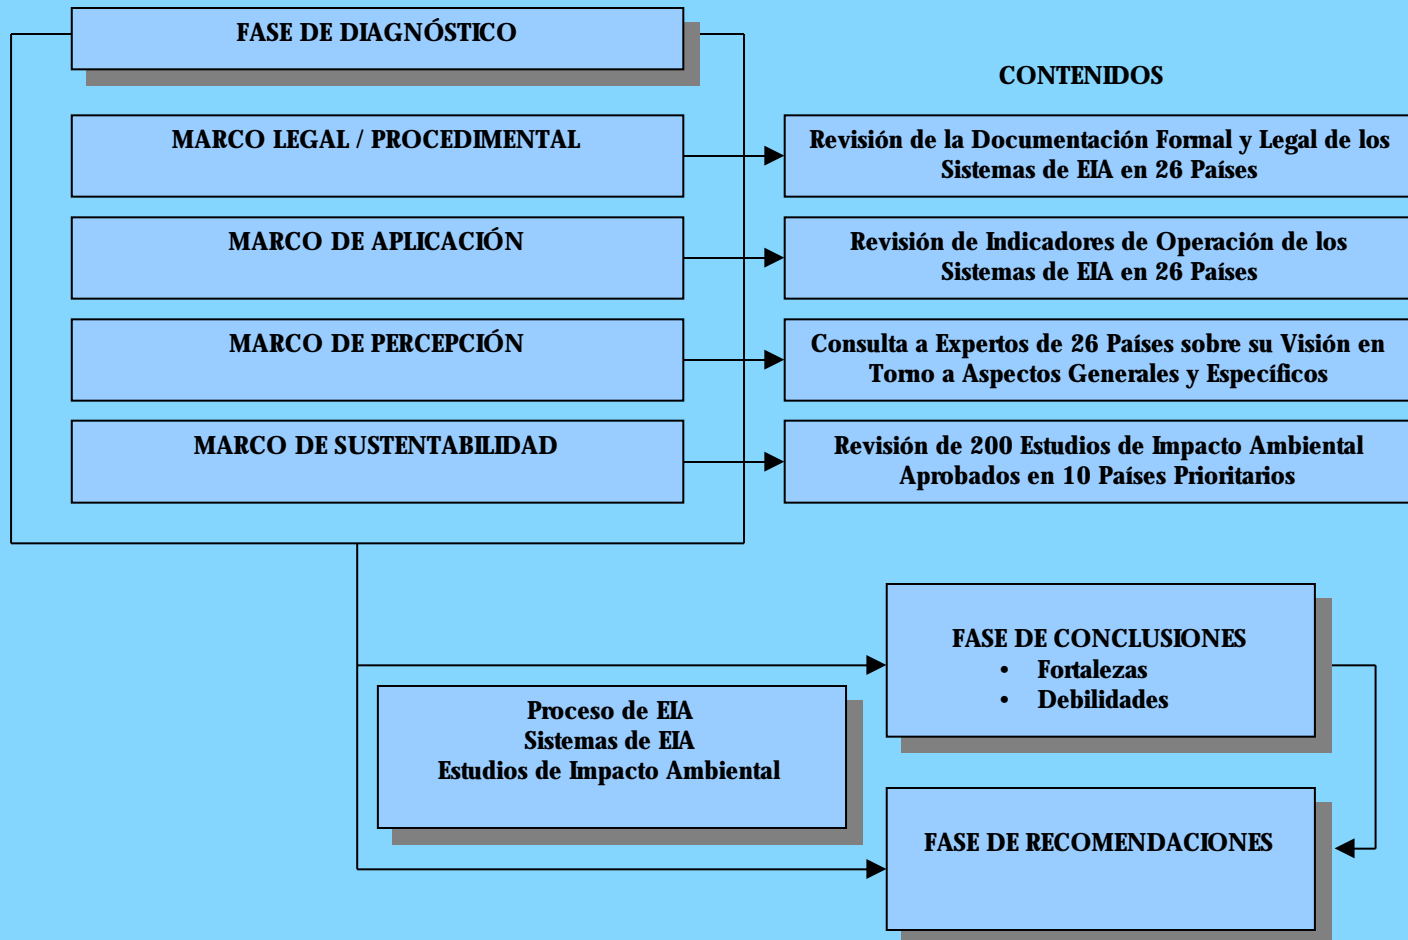 FASE DE DIAGNÓSTICO
CONTENIDOS
MARCO LEGAL / PROCEDIMENTAL
Revisión de la Documentación Formal y Legal de los
Sistemas de EIA en 26 Países
MARCO DE APLICACIÓN
Revisión de Indicadores de Operación de los
Sistemas de EIA en 26 Países
MARCO DE PERCEPCIÓN
Consulta a Expertos de 26 Países sobre su Visión en
Torno a Aspectos Generales y Específicos
MARCO DE SUSTENTABILIDAD
Revisión de 200 Estudios de Impacto Ambiental
Aprobados en 10 Países Prioritarios
FASE DE CONCLUSIONES
• Fortalezas
• Debilidades
Proceso de EIA
Sistemas de EIA
Estudios de Impacto Ambiental
FASE DE RECOMENDACIONES